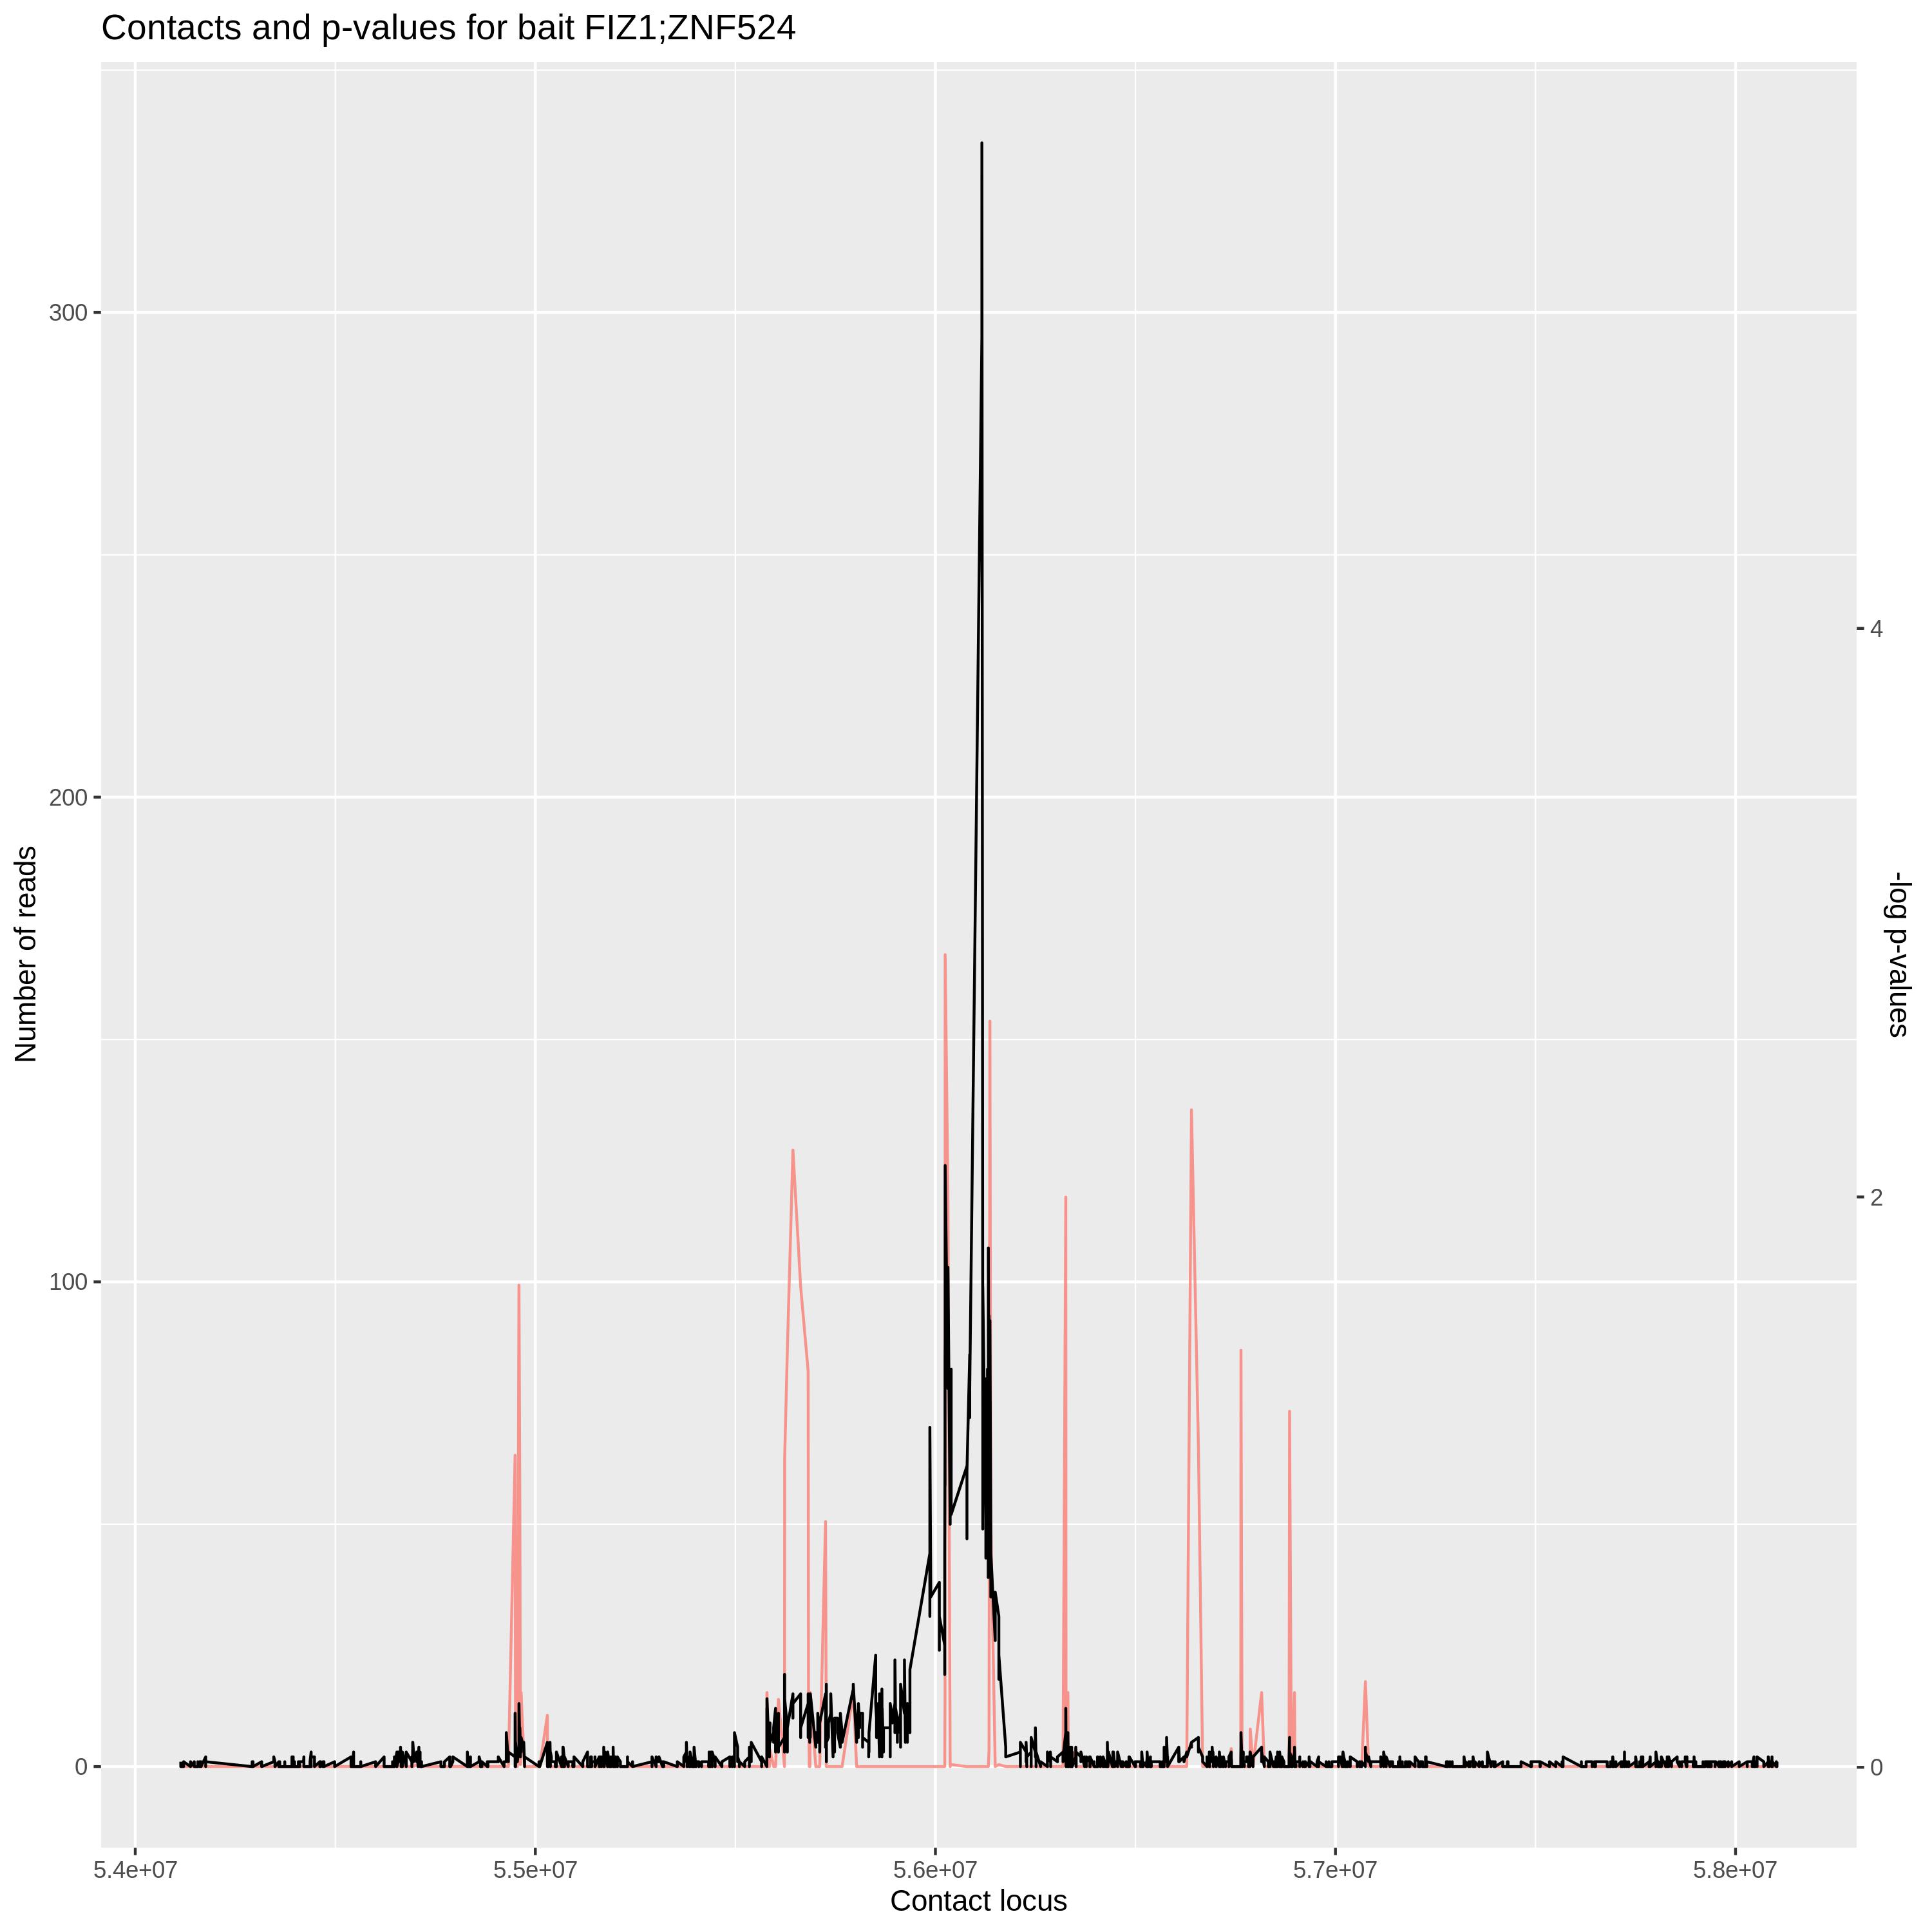 Contacts and p-values for bait FIZ1;ZNF524
300
200
100
0
Number of reads
4
2
0
-log p-values
5.4e+07
5.5e+07
5.6e+07
5.7e+07
5.8e+07
Contact locus